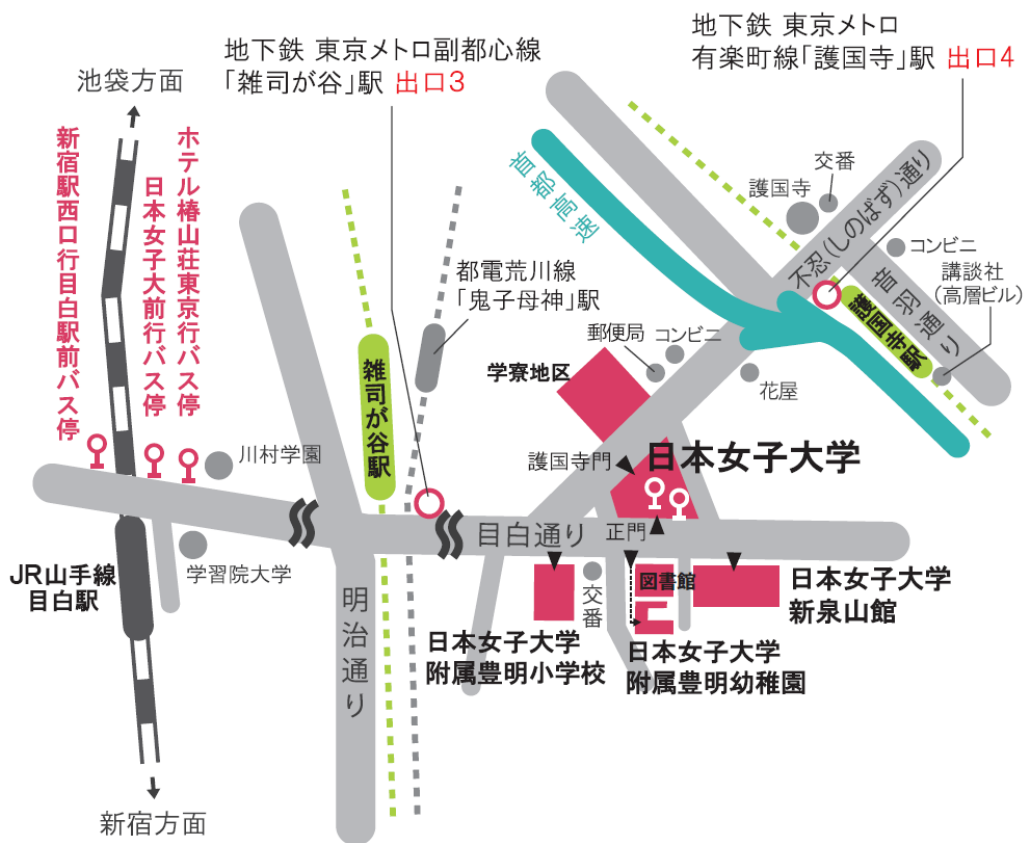 地下鉄 東京メトロ副都心線
「雑司が谷」駅 出口3
地下鉄 東京メトロ
有楽町線「護国寺」駅 出口4
池袋方面
新宿駅西口行目白駅前バス停
日本女子大前行バス停
ホテル椿山荘東京行バス停
首都高速
交番
護国寺
不忍(しのばず)通り
コンビニ
講談社
(高層ビル)
音羽通り
護国寺駅
都電荒川線
「鬼子母神」駅
雑司が谷駅
郵便局
コンビニ
花屋
学寮地区
川村学園
護国寺門
日本女子大学
目白通り
正門
学習院大学
JR山手線
目白駅
明治通り
交番
図書館
日本女子大学
新泉山館
日本女子大学
附属豊明小学校
日本女子大学
附属豊明幼稚園
新宿方面